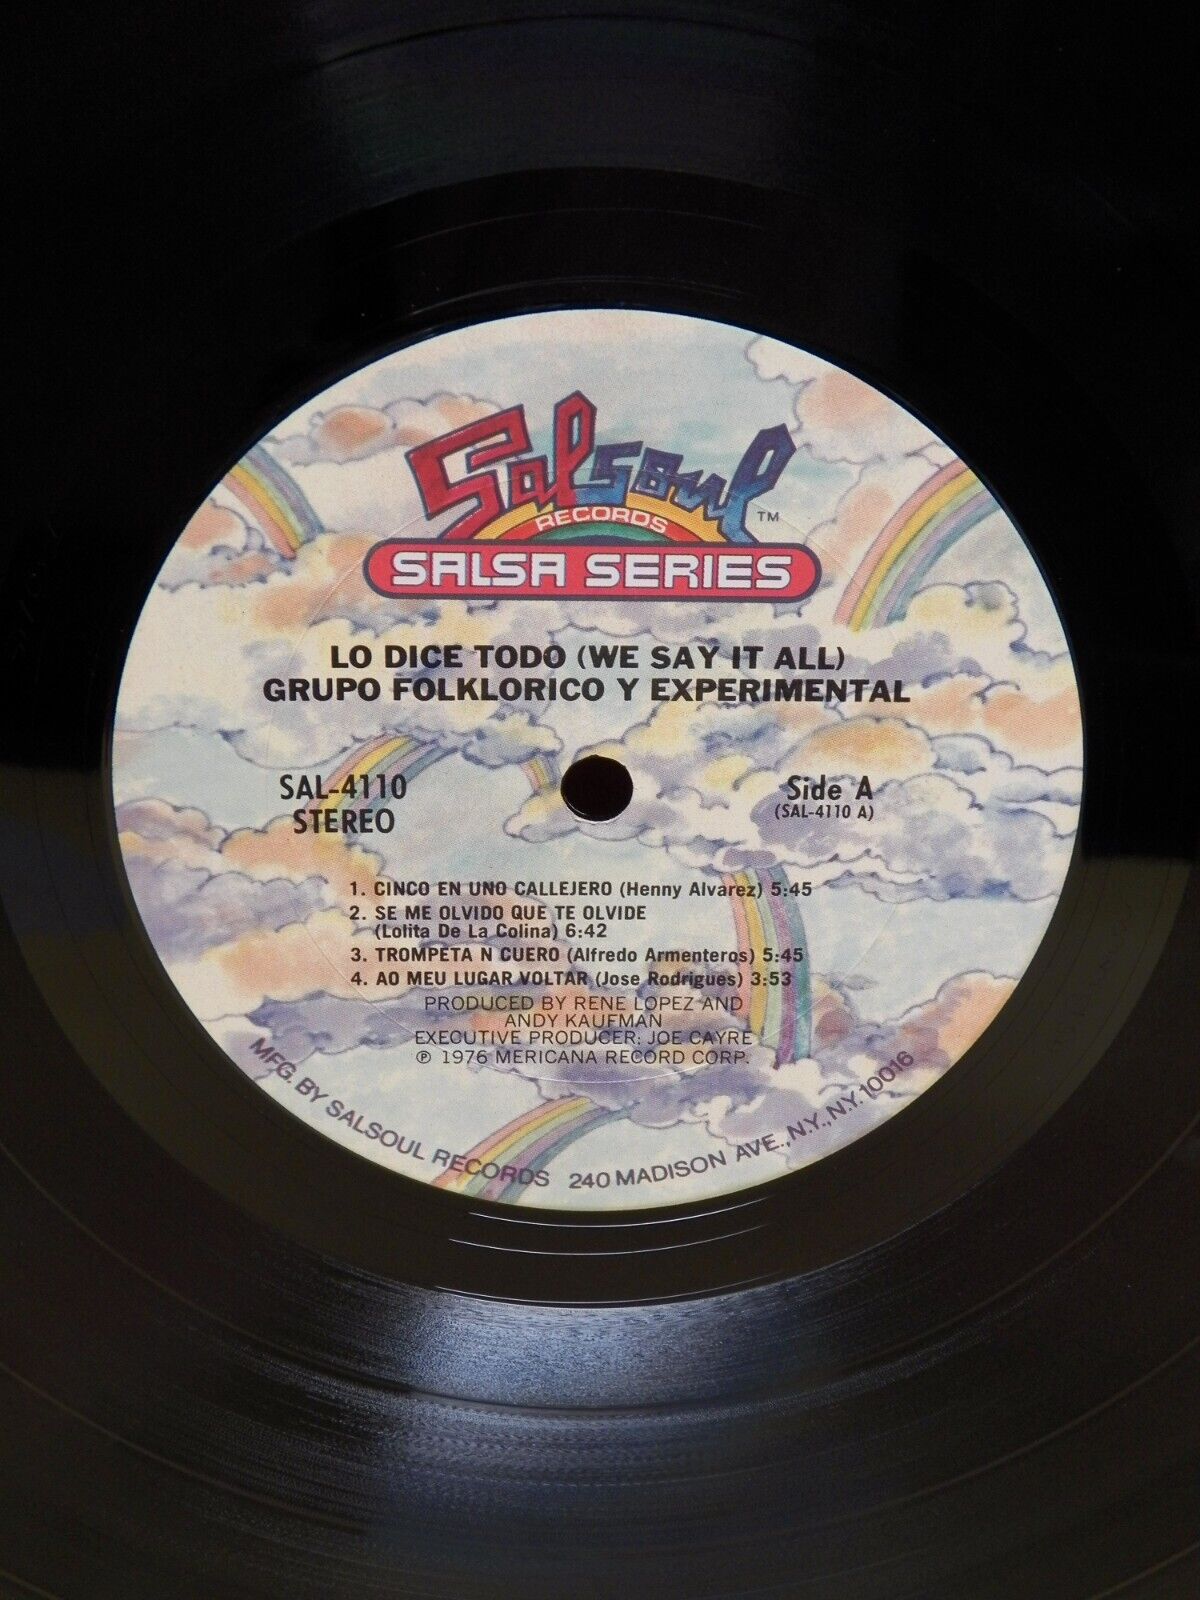 Salsoul
RECORDS
TM
SALSA SERIES
LO DICE TODO (WE SAY IT ALL)
GRUPO FOLKLORICO Y EXPERIMENTAL
SAL-4110
STEREO
Side A
(SAL-4110 A)
1. CINCO EN UNO CALLEJERO (Henny Alvarez) 5:45
2. SE ME OLVIDO QUE TE OLVIDE
(Lolita De La Colina) 6:42
3. TROMPETA N CUERO (Alfredo Armenteros) 5:45
4. AO MEU LUGAR VOLTAR (Jose Rodrigues) 3:53
PRODUCED BY RENE LOPEZ AND
ANDY KAUFMAN
EXECUTIVE PRODUCER: JOE CAYRE
℗ 1976 MERICANA RECORD CORP.
MFG. BY SALSOUL RECORDS 240 MADISON AVE., N.Y., N.Y. 10016